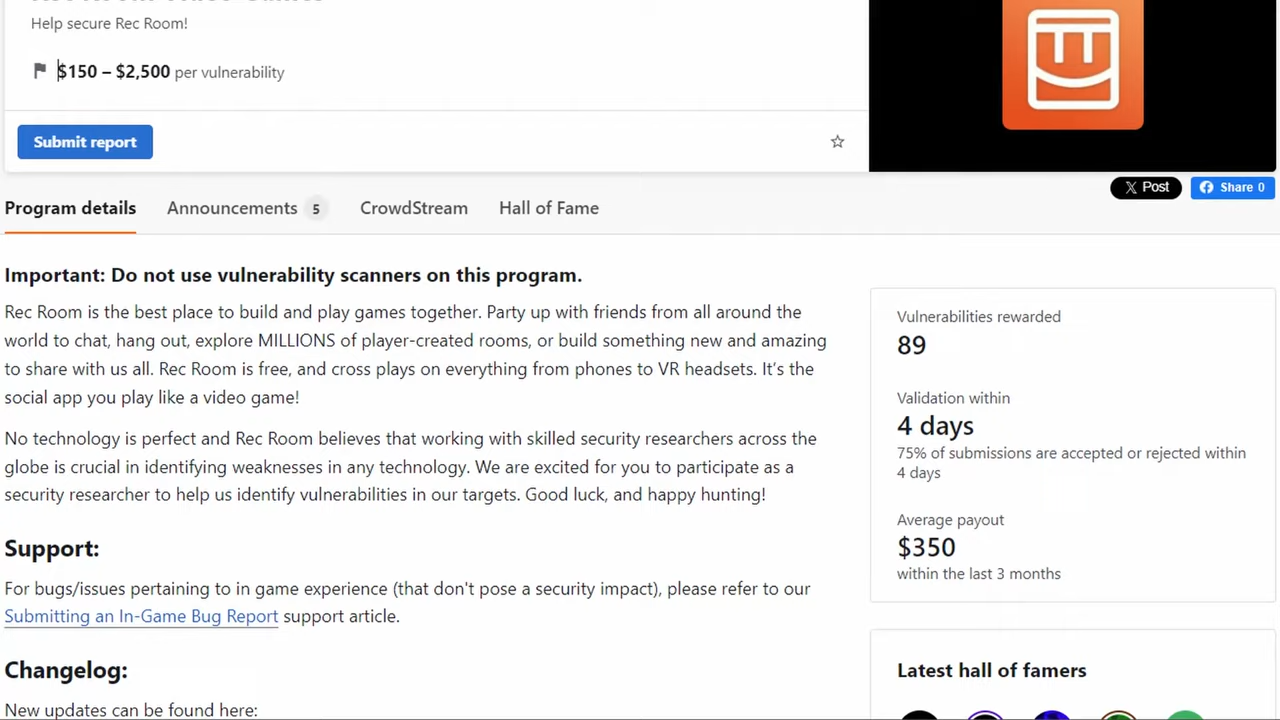 Help secure Rec Room!
$150 – $2,500 per vulnerability
Submit report
Post
Share 0
Program details
Announcements 5
CrowdStream
Hall of Fame
Important: Do not use vulnerability scanners on this program.
Rec Room is the best place to build and play games together. Party up with friends from all around the
world to chat, hang out, explore MILLIONS of player-created rooms, or build something new and amazing
to share with us all. Rec Room is free, and cross plays on everything from phones to VR headsets. It’s the
social app you play like a video game!
No technology is perfect and Rec Room believes that working with skilled security researchers across the
globe is crucial in identifying weaknesses in any technology. We are excited for you to participate as a
security researcher to help us identify vulnerabilities in our targets. Good luck, and happy hunting!
Support:
For bugs/issues pertaining to in game experience (that don't pose a security impact), please refer to our
Submitting an In-Game Bug Report support article.
Changelog:
New updates can be found here:
Vulnerabilities rewarded
89
Validation within
4 days
75% of submissions are accepted or rejected within
4 days
Average payout
$350
within the last 3 months
Latest hall of famers